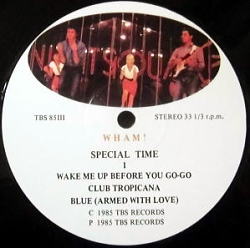 TBS 85III
STEREO 33 1/3 r.p.m.
WHAM!
SPECIAL TIME
1
WAKE ME UP BEFORE YOU GO-GO
CLUB TROPICANA
BLUE (ARMED WITH LOVE)
C 1985 TBS RECORDS
P 1985 TBS RECORDS